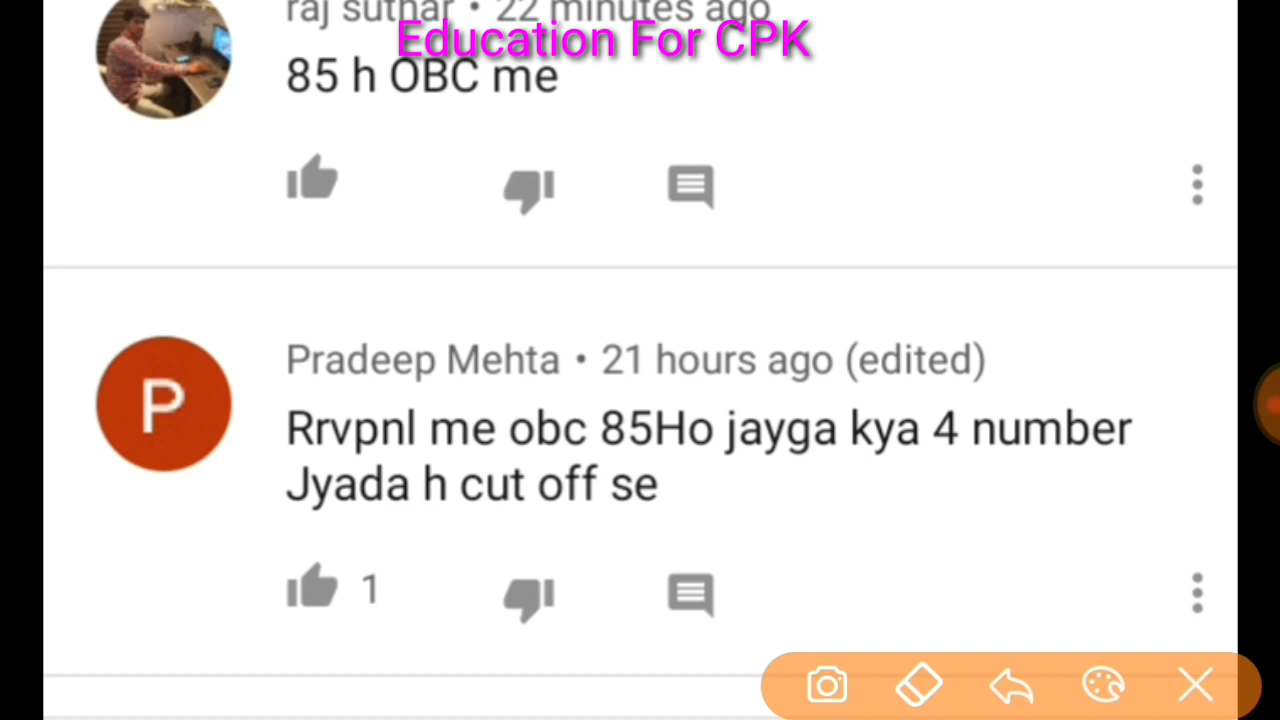 raj suthar • 22 minutes ago
Education For CPK
85 h OBC me
P
Pradeep Mehta • 21 hours ago (edited)
Rrvpnl me obc 85Ho jayga kya 4 number
Jyada h cut off se
1